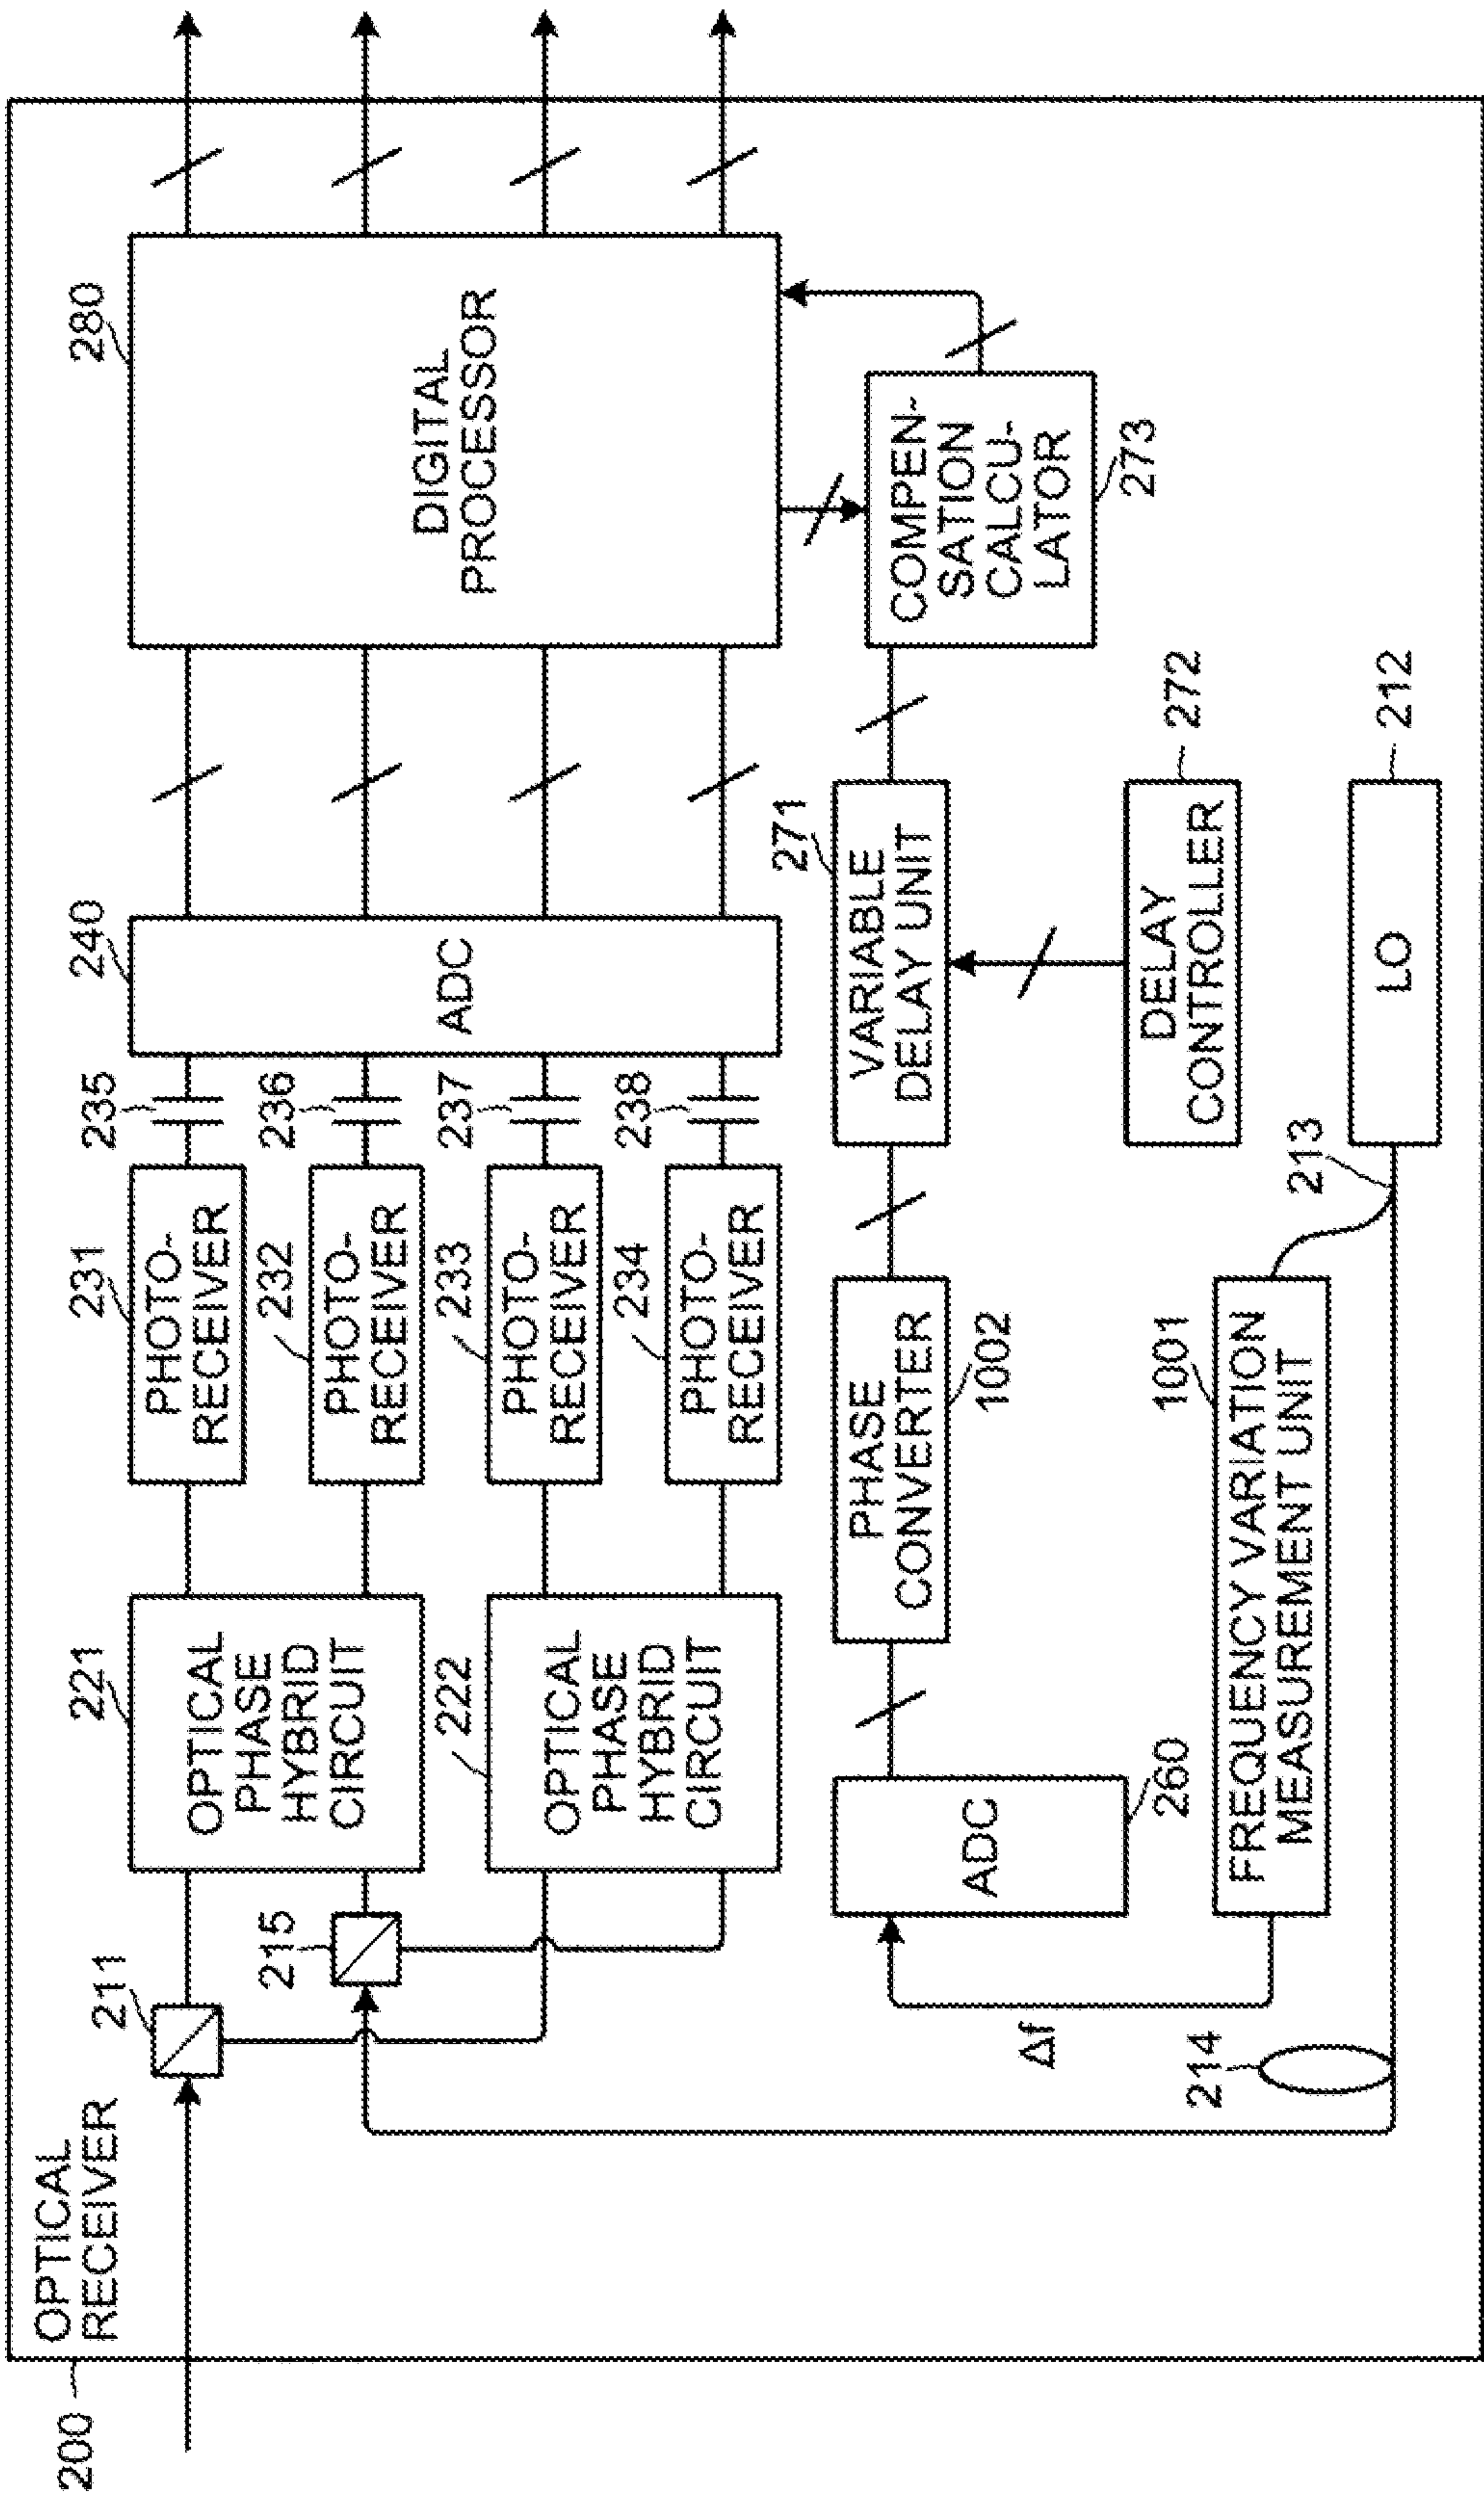 200
OPTICAL
RECEIVER
211
215
221
OPTICAL
PHASE
HYBRID
CIRCUIT
222
OPTICAL
PHASE
HYBRID
CIRCUIT
231
PHOTO-
RECEIVER
232
PHOTO-
RECEIVER
233
PHOTO-
RECEIVER
234
PHOTO-
RECEIVER
235
236
237
238
240
ADC
280
DIGITAL
PROCESSOR
ADC
260
PHASE
CONVERTER
1002
271
VARIABLE
DELAY UNIT
COMPEN-
SATION
CALCU-
LATOR
273
Δf
214
1001
FREQUENCY VARIATION
MEASUREMENT UNIT
213
DELAY
CONTROLLER
272
LO
212